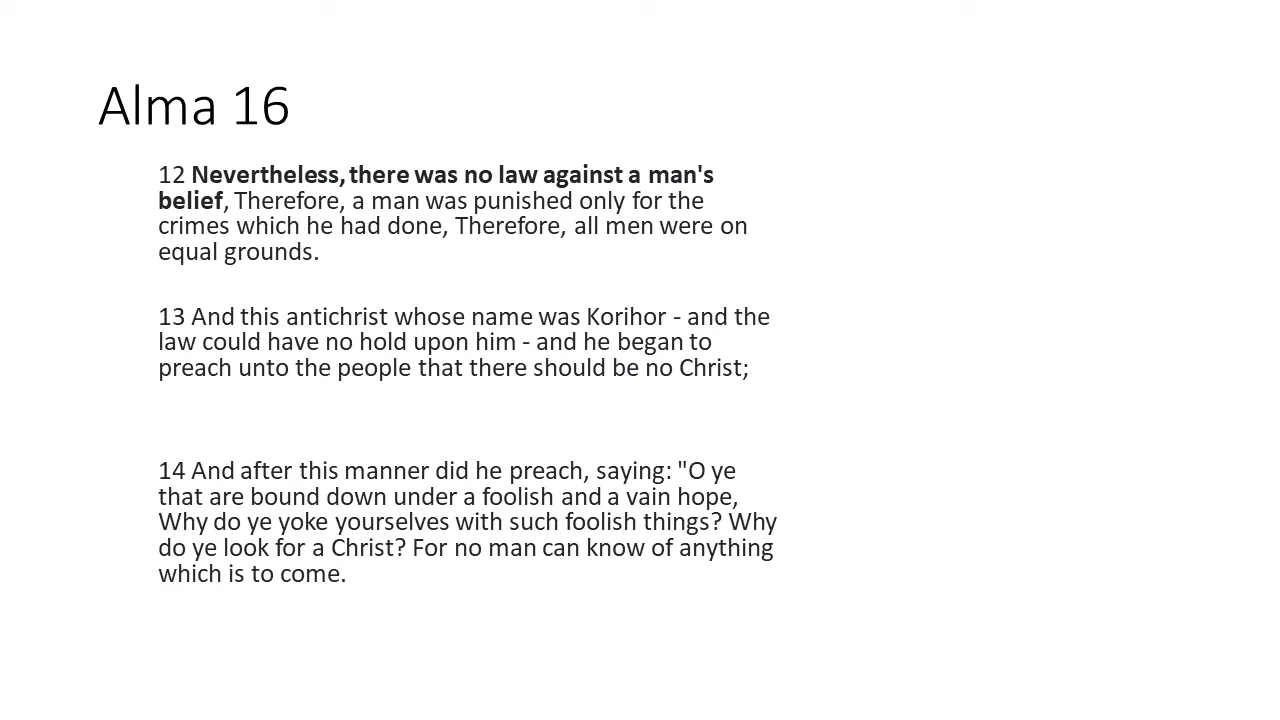 Alma 16
12 Nevertheless, there was no law against a man's
belief, Therefore, a man was punished only for the
crimes which he had done, Therefore, all men were on
equal grounds.
13 And this antichrist whose name was Korihor - and the
law could have no hold upon him - and he began to
preach unto the people that there should be no Christ;
14 And after this manner did he preach, saying: "O ye
that are bound down under a foolish and a vain hope,
Why do ye yoke yourselves with such foolish things? Why
do ye look for a Christ? For no man can know of anything
which is to come.